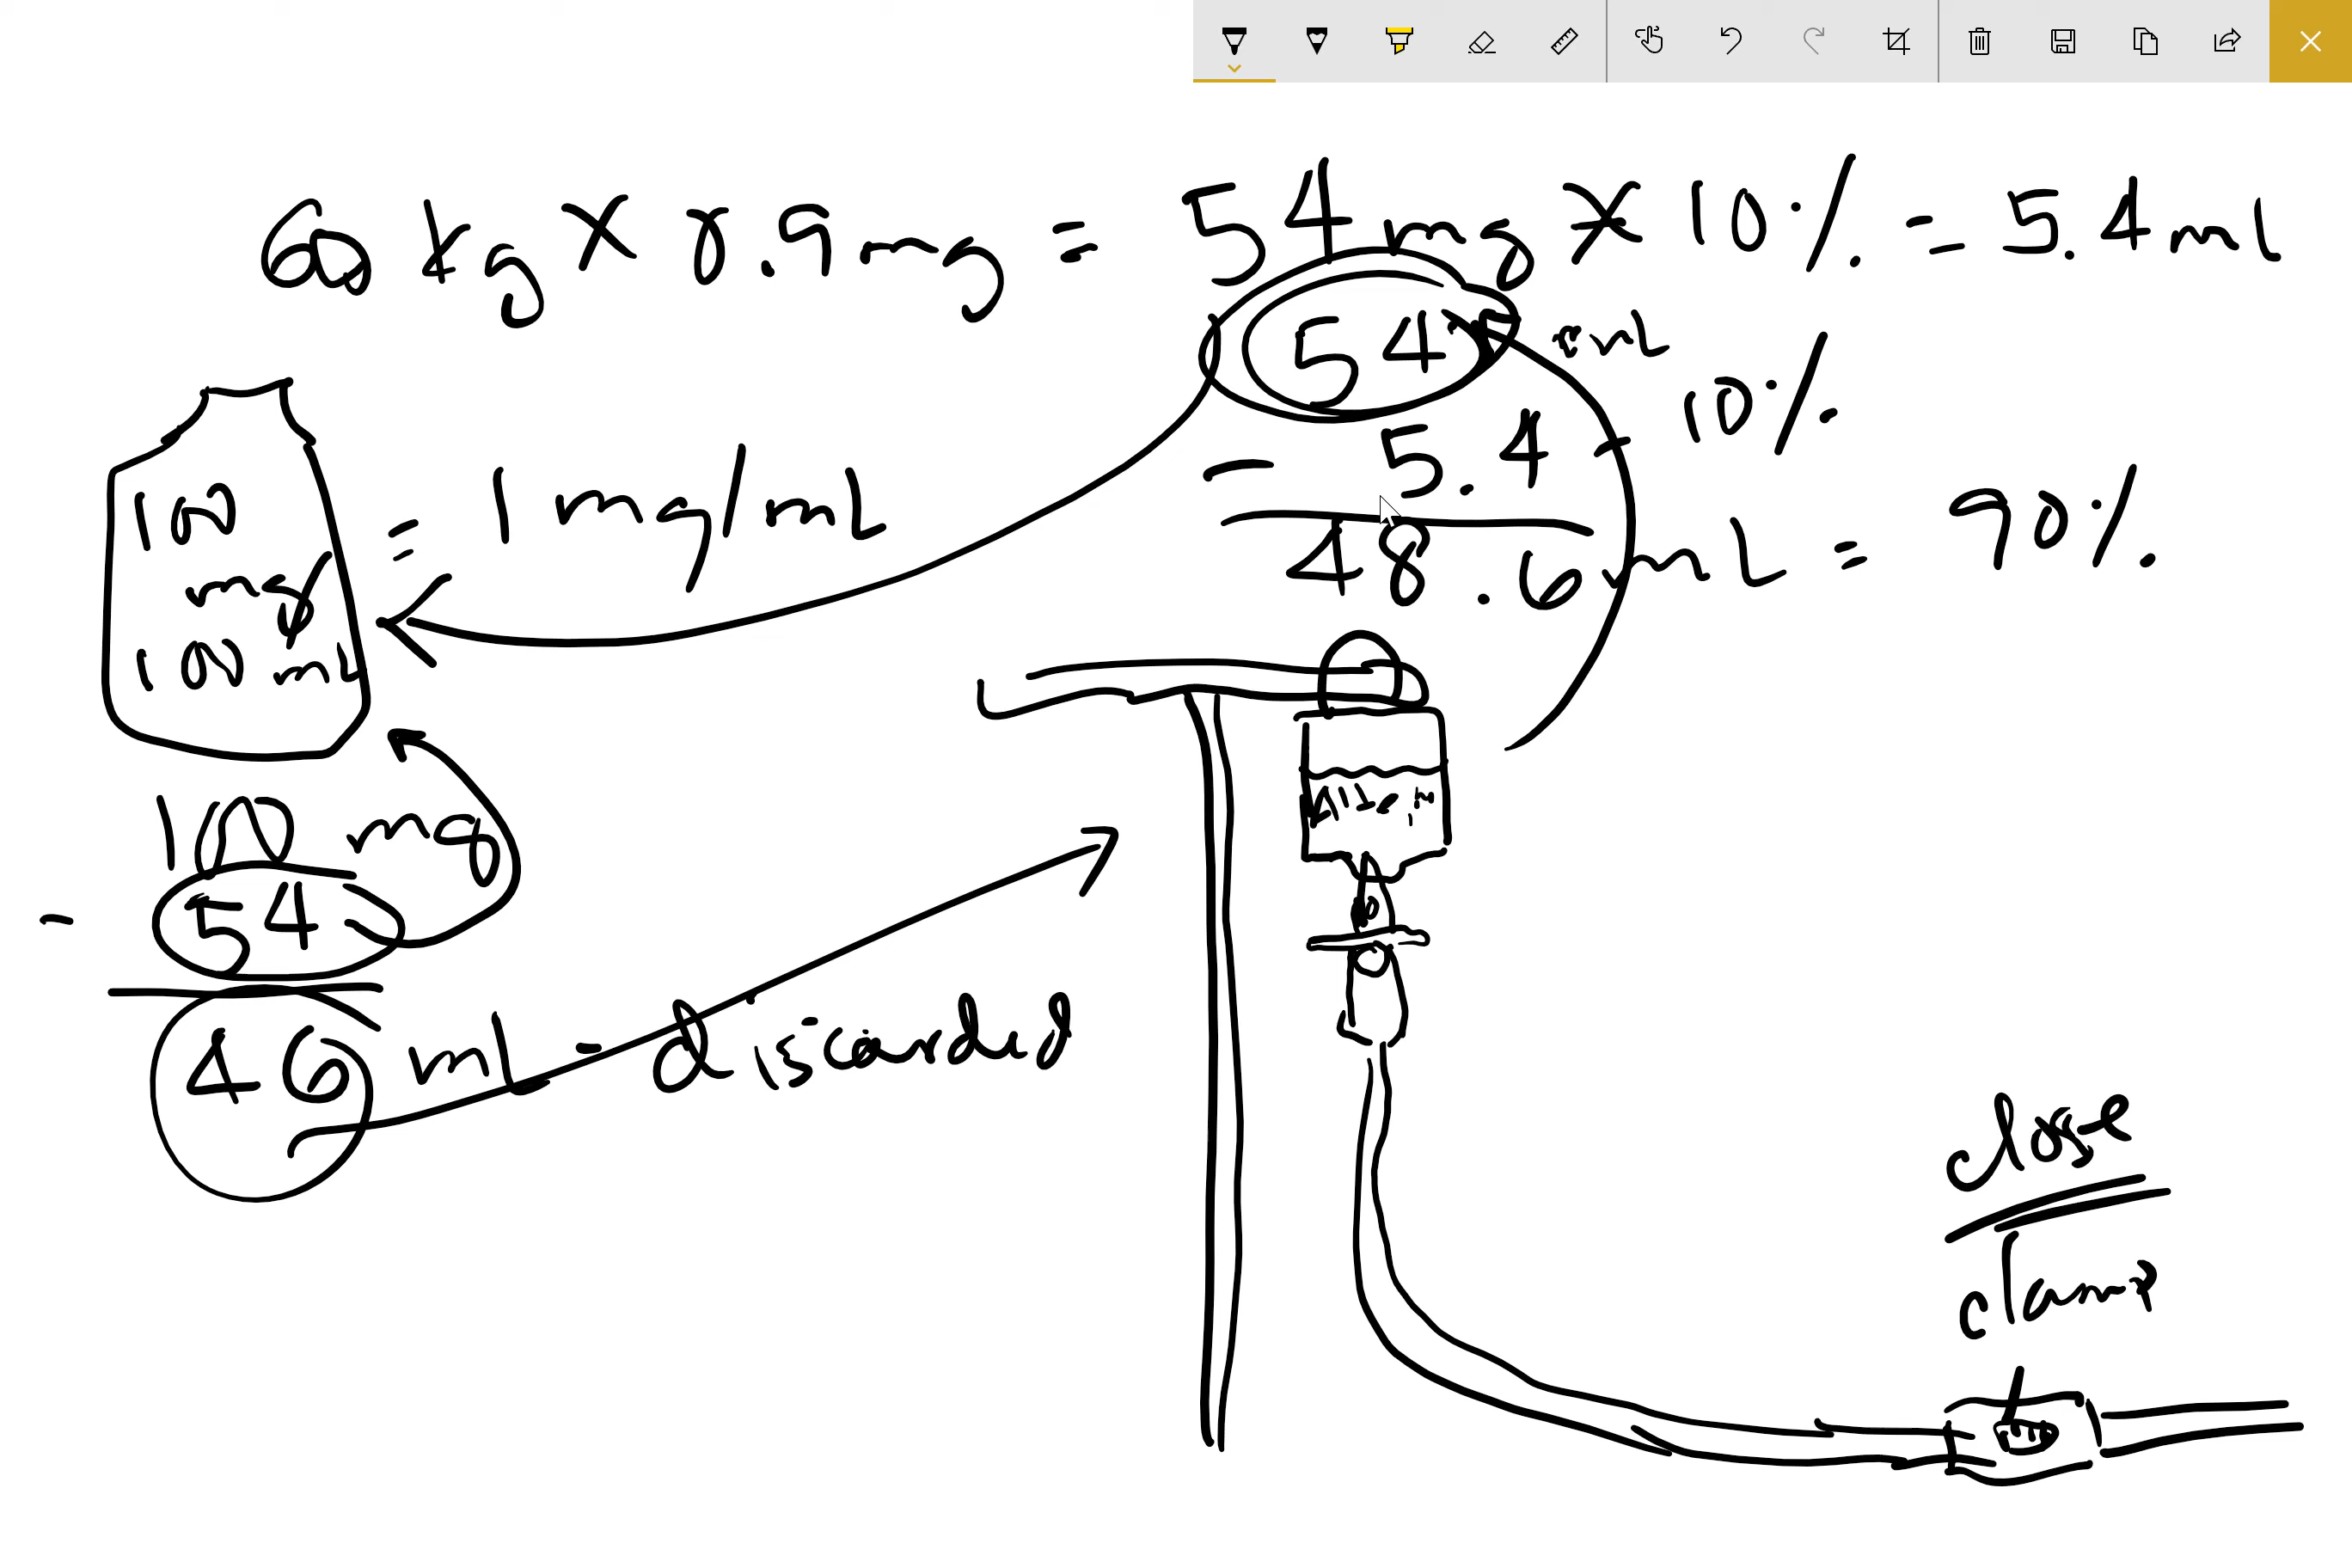 60 kg x 0.9 mg = 54 mg x 10% = 5.4 ml
54 ml
- 5.4 - 10%
48.6 ml = 90%
100 mg
100 ml
= 1 mg/ml
100 mg
- 54
46 ml - discarded
close
clamp